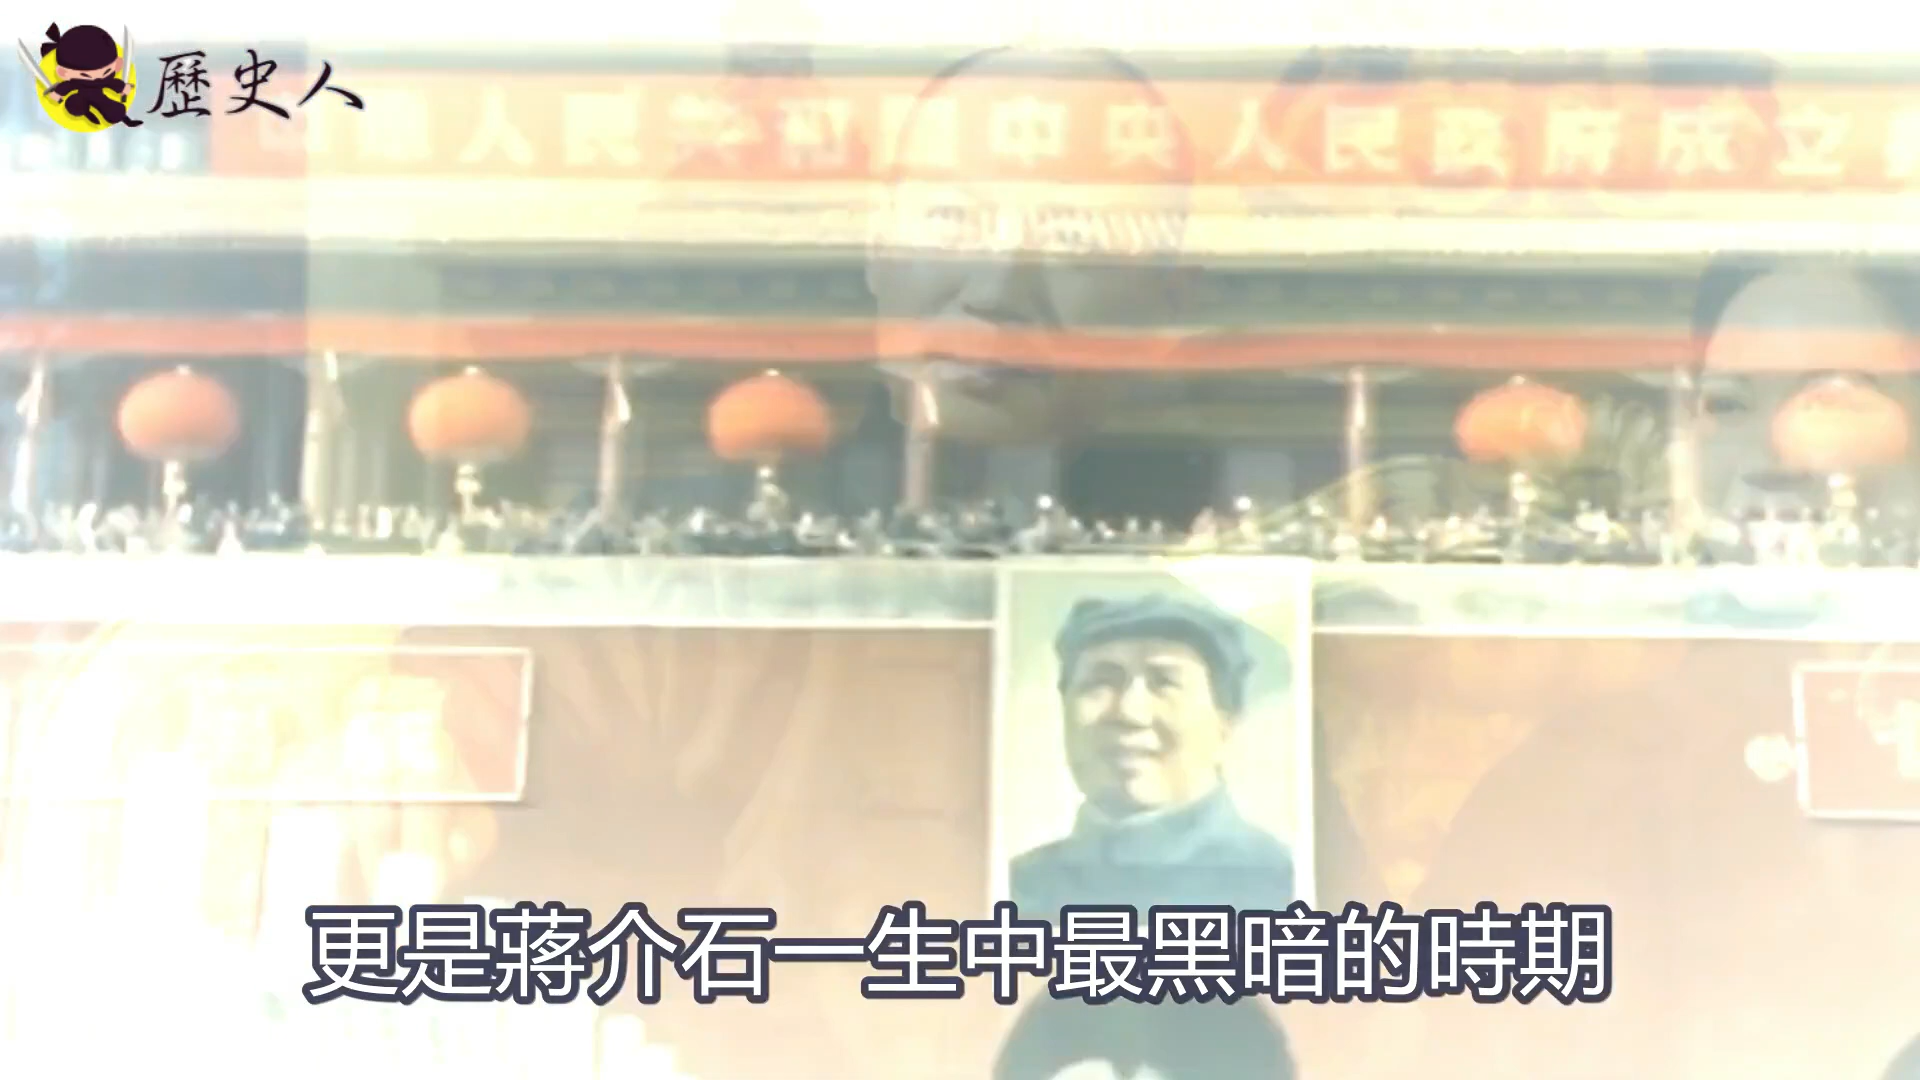 歷史人
人民共和國中央人民政府成立
更是蔣介石一生中最黑暗的時期